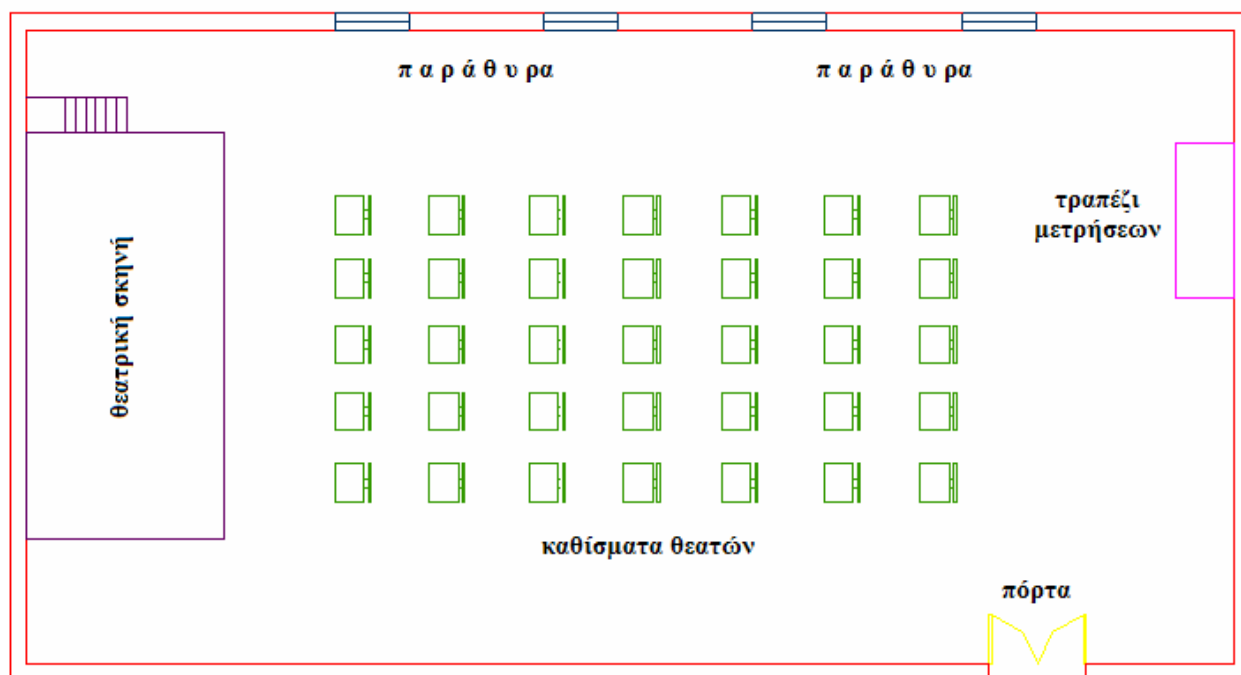 π α ρ ά θ υ ρα
π α ρ ά θ υ ρα
τραπέζι
μετρήσεων
θεατρική σκηνή
καθίσματα θεατών
πόρτα